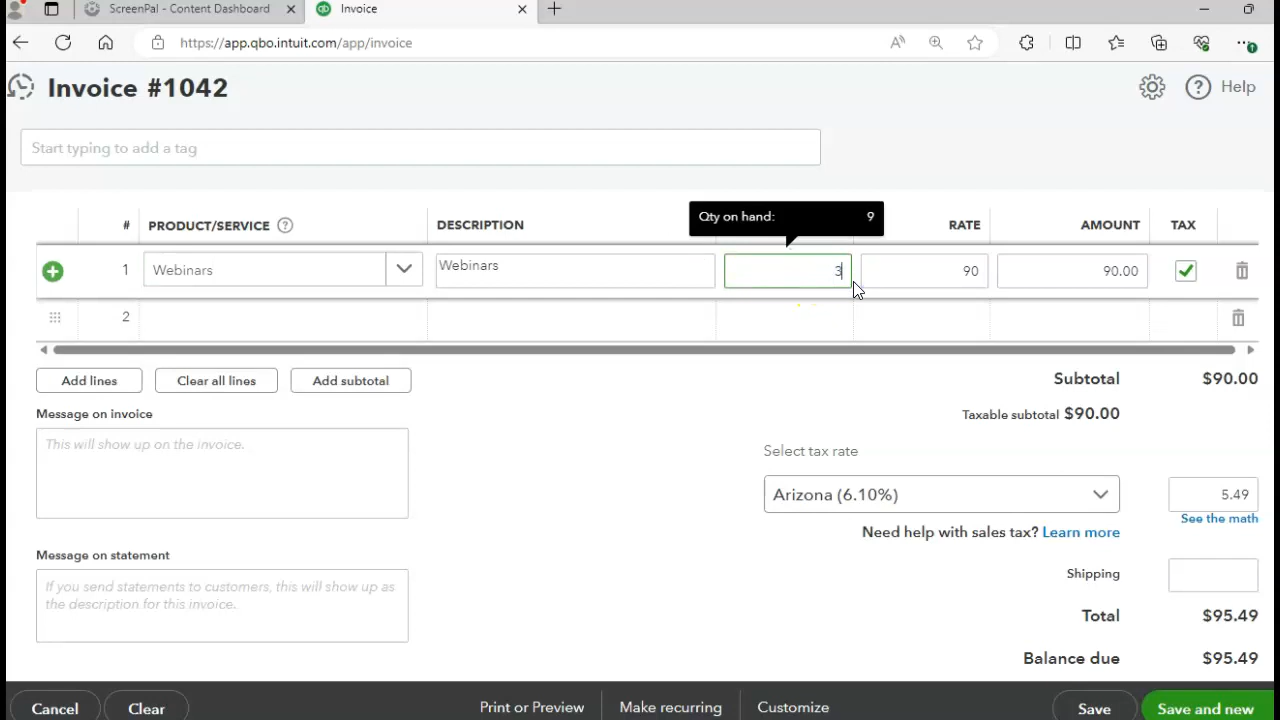 ScreenPal - Content Dashboard
Invoice
https://app.qbo.intuit.com/app/invoice
Invoice #1042
Help
Start typing to add a tag
Qty on hand: 9
# PRODUCT/SERVICE DESCRIPTION RATE AMOUNT TAX
1 Webinars Webinars 3 90 90.00
2
Add lines Clear all lines Add subtotal
Subtotal $90.00
Message on invoice
Taxable subtotal $90.00
This will show up on the invoice.
Select tax rate
Arizona (6.10%) 5.49
See the math
Need help with sales tax? Learn more
Message on statement
Shipping
If you send statements to customers, this will show up as
the description for this invoice.
Total $95.49
Balance due $95.49
Cancel Clear Print or Preview Make recurring Customize Save Save and new